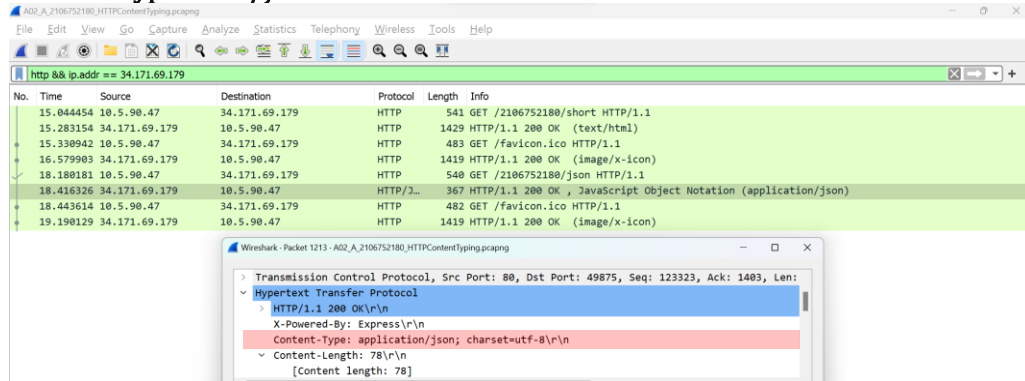 A02_A_2106752180_HTTPContentTyping.pcapng
File Edit View Go Capture Analyze Statistics Telephony Wireless Tools Help
http && ip.addr == 34.171.69.179
No. Time Source Destination Protocol Length Info
15.044454 10.5.90.47 34.171.69.179 HTTP 541 GET /2106752180/short HTTP/1.1
15.283154 34.171.69.179 10.5.90.47 HTTP 1429 HTTP/1.1 200 OK (text/html)
15.330942 10.5.90.47 34.171.69.179 HTTP 483 GET /favicon.ico HTTP/1.1
16.579903 34.171.69.179 10.5.90.47 HTTP 1419 HTTP/1.1 200 OK (image/x-icon)
18.180181 10.5.90.47 34.171.69.179 HTTP 540 GET /2106752180/json HTTP/1.1
18.416326 34.171.69.179 10.5.90.47 HTTP/J… 367 HTTP/1.1 200 OK , JavaScript Object Notation (application/json)
18.443614 10.5.90.47 34.171.69.179 HTTP 482 GET /favicon.ico HTTP/1.1
19.190129 34.171.69.179 10.5.90.47 HTTP 1419 HTTP/1.1 200 OK (image/x-icon)
Wireshark · Packet 1213 · A02_A_2106752180_HTTPContentTyping.pcapng
Transmission Control Protocol, Src Port: 80, Dst Port: 49875, Seq: 123323, Ack: 1403, Len:
Hypertext Transfer Protocol
HTTP/1.1 200 OK\r\n
X-Powered-By: Express\r\n
Content-Type: application/json; charset=utf-8\r\n
Content-Length: 78\r\n
[Content length: 78]